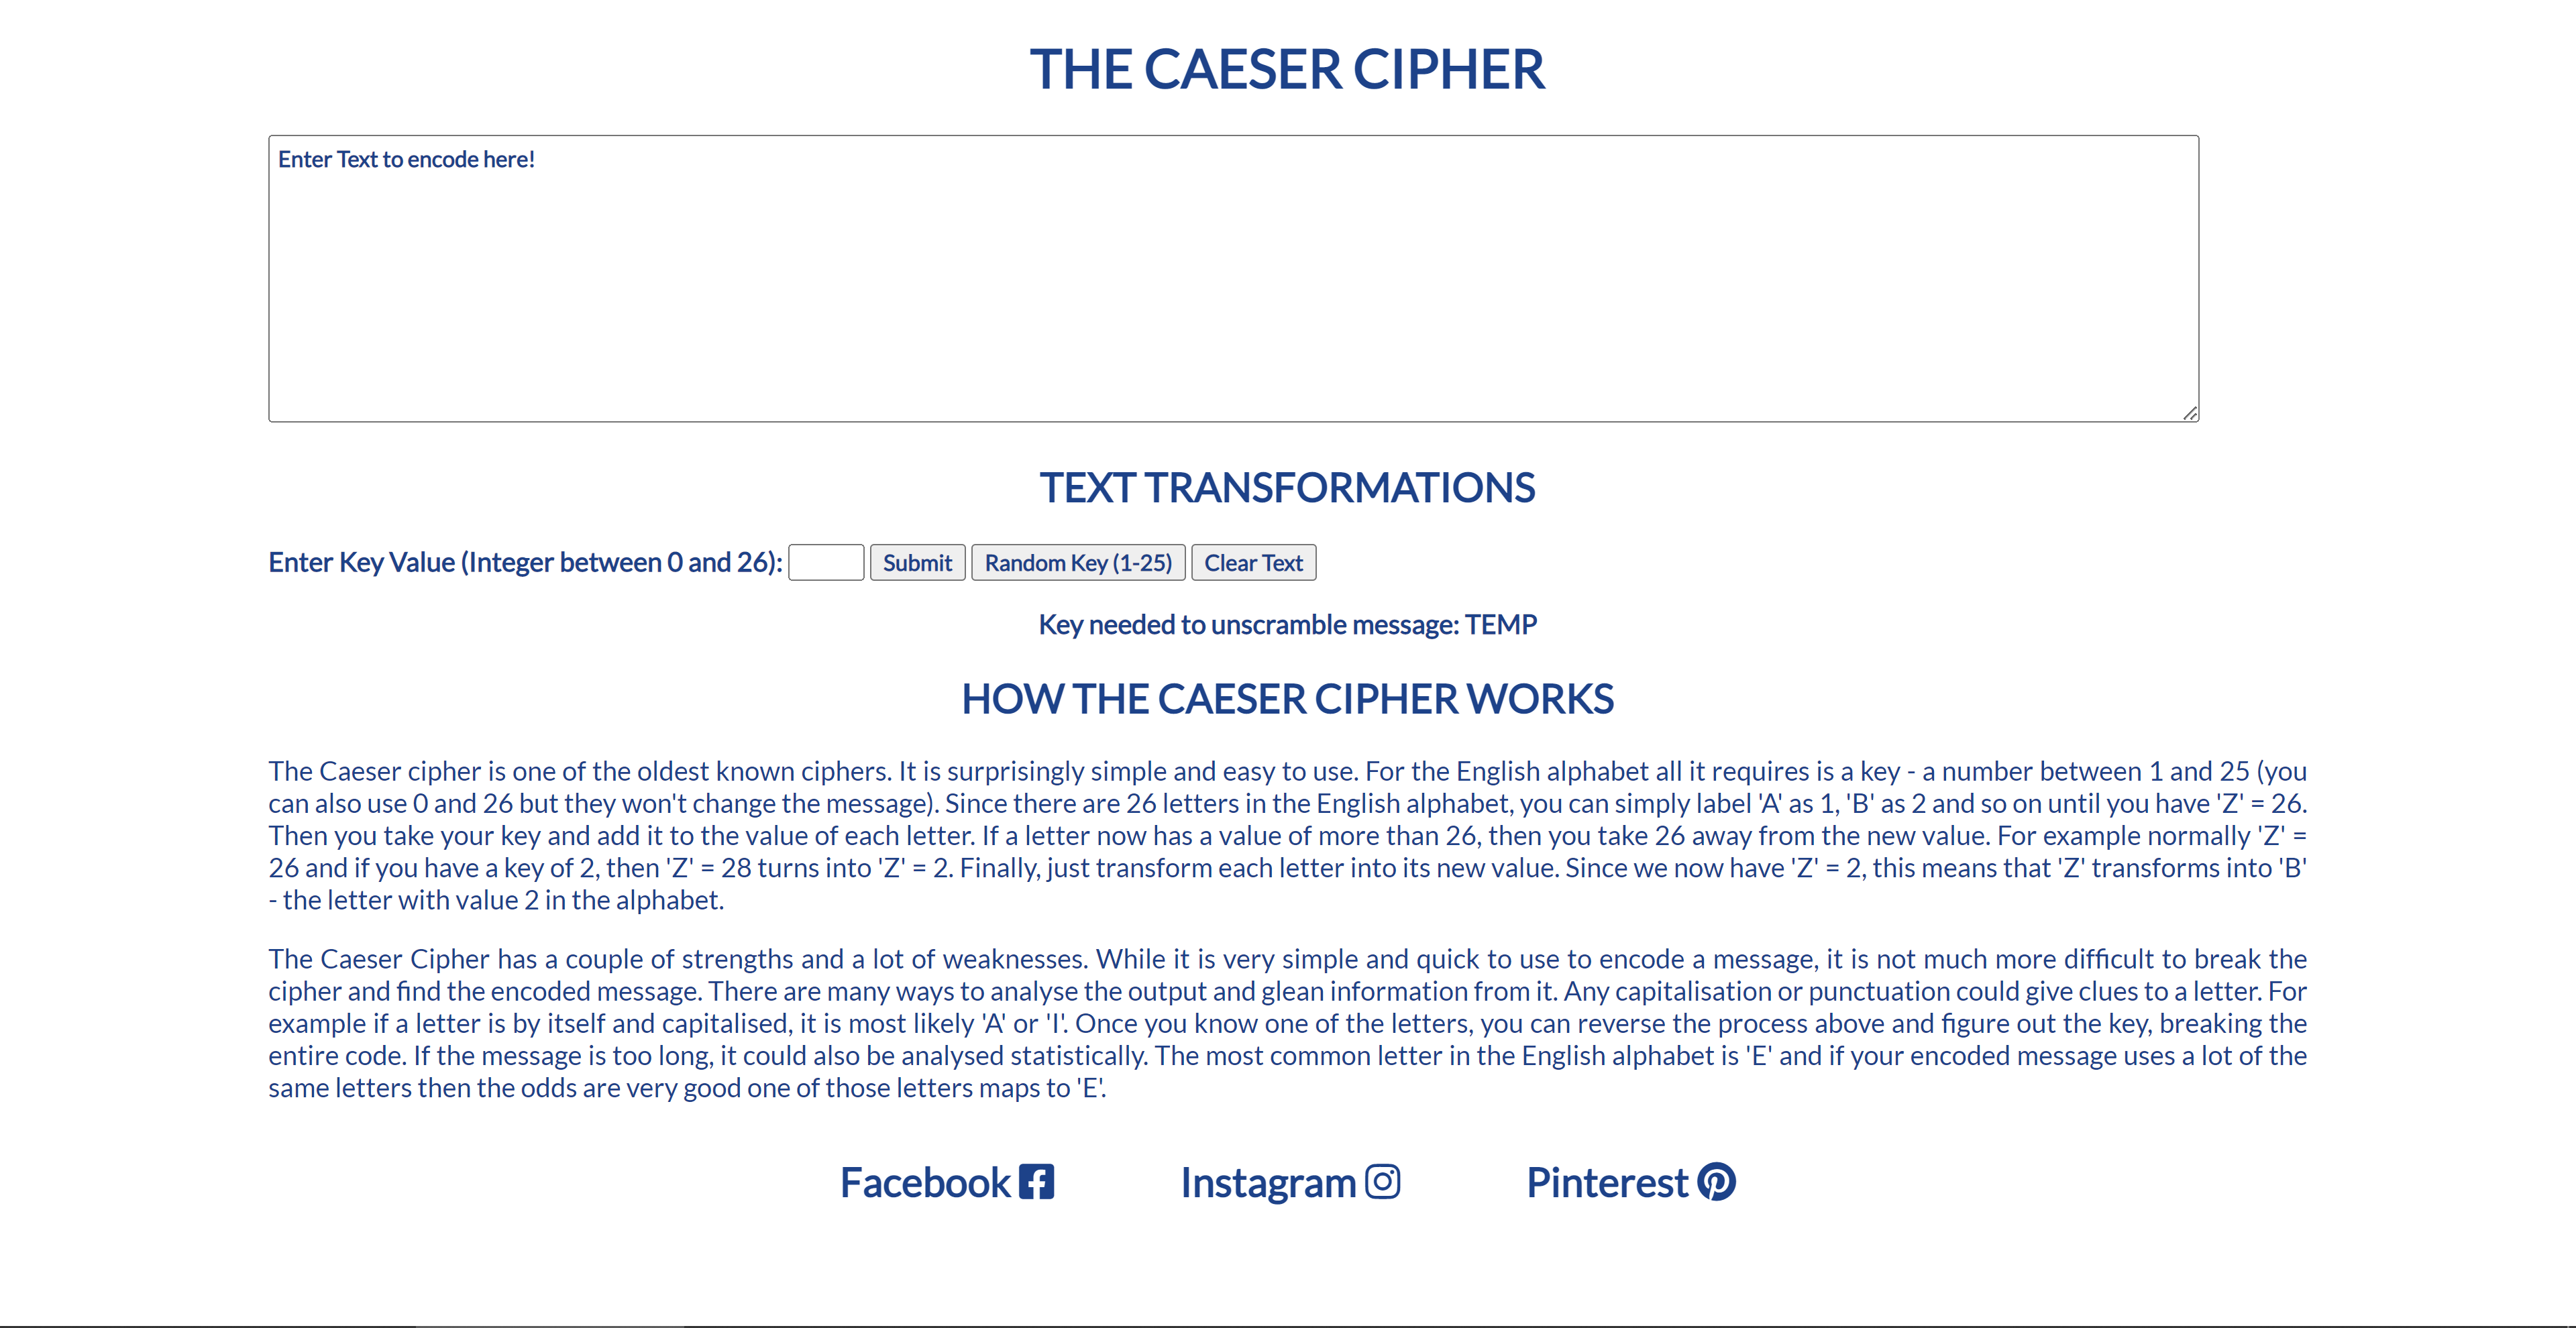 THE CAESER CIPHER
Enter Text to encode here!
TEXT TRANSFORMATIONS
Enter Key Value (Integer between 0 and 26): Submit Random Key (1-25) Clear Text
Key needed to unscramble message: TEMP
HOW THE CAESER CIPHER WORKS
The Caeser cipher is one of the oldest known ciphers. It is surprisingly simple and easy to use. For the English alphabet all it requires is a key - a number between 1 and 25 (you
can also use 0 and 26 but they won't change the message). Since there are 26 letters in the English alphabet, you can simply label 'A' as 1, 'B' as 2 and so on until you have 'Z' = 26.
Then you take your key and add it to the value of each letter. If a letter now has a value of more than 26, then you take 26 away from the new value. For example normally 'Z' =
26 and if you have a key of 2, then 'Z' = 28 turns into 'Z' = 2. Finally, just transform each letter into its new value. Since we now have 'Z' = 2, this means that 'Z' transforms into 'B'
- the letter with value 2 in the alphabet.
The Caeser Cipher has a couple of strengths and a lot of weaknesses. While it is very simple and quick to use to encode a message, it is not much more difficult to break the
cipher and find the encoded message. There are many ways to analyse the output and glean information from it. Any capitalisation or punctuation could give clues to a letter. For
example if a letter is by itself and capitalised, it is most likely 'A' or 'I'. Once you know one of the letters, you can reverse the process above and figure out the key, breaking the
entire code. If the message is too long, it could also be analysed statistically. The most common letter in the English alphabet is 'E' and if your encoded message uses a lot of the
same letters then the odds are very good one of those letters maps to 'E'.
Facebook Instagram Pinterest